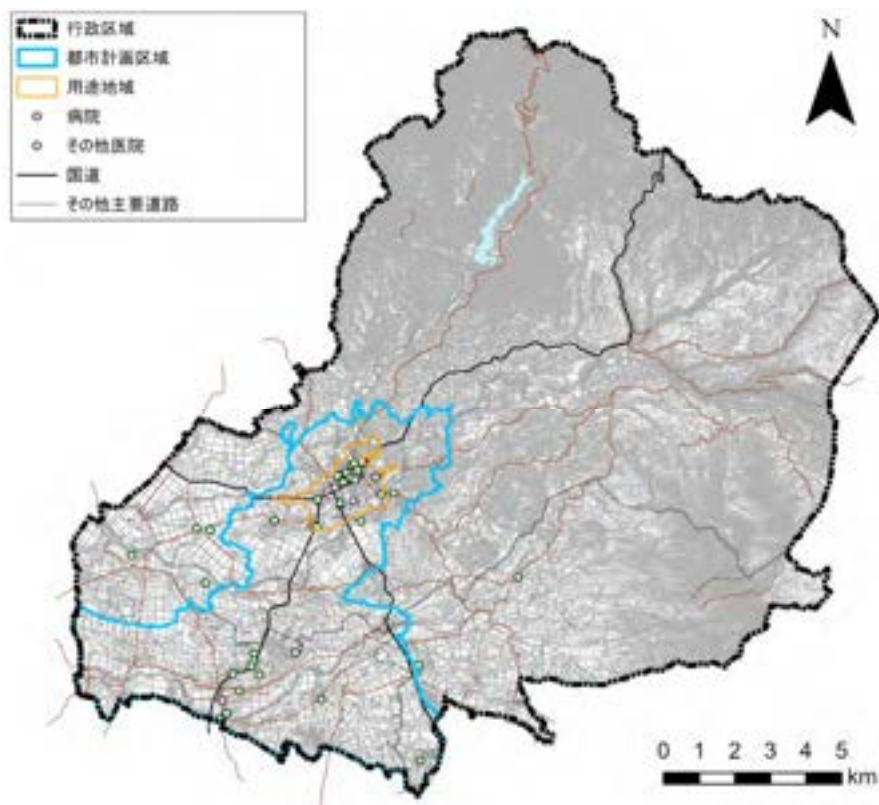 行政区域
都市計画区域
用途地域
病院
その他医院
国道
その他主要道路
N
0 1 2 3 4 5
km